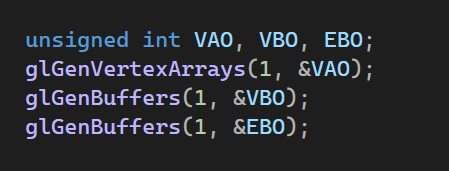 unsigned int VAO, VBO, EBO;
glGenVertexArrays(1, &VAO);
glGenBuffers(1, &VBO);
glGenBuffers(1, &EBO);